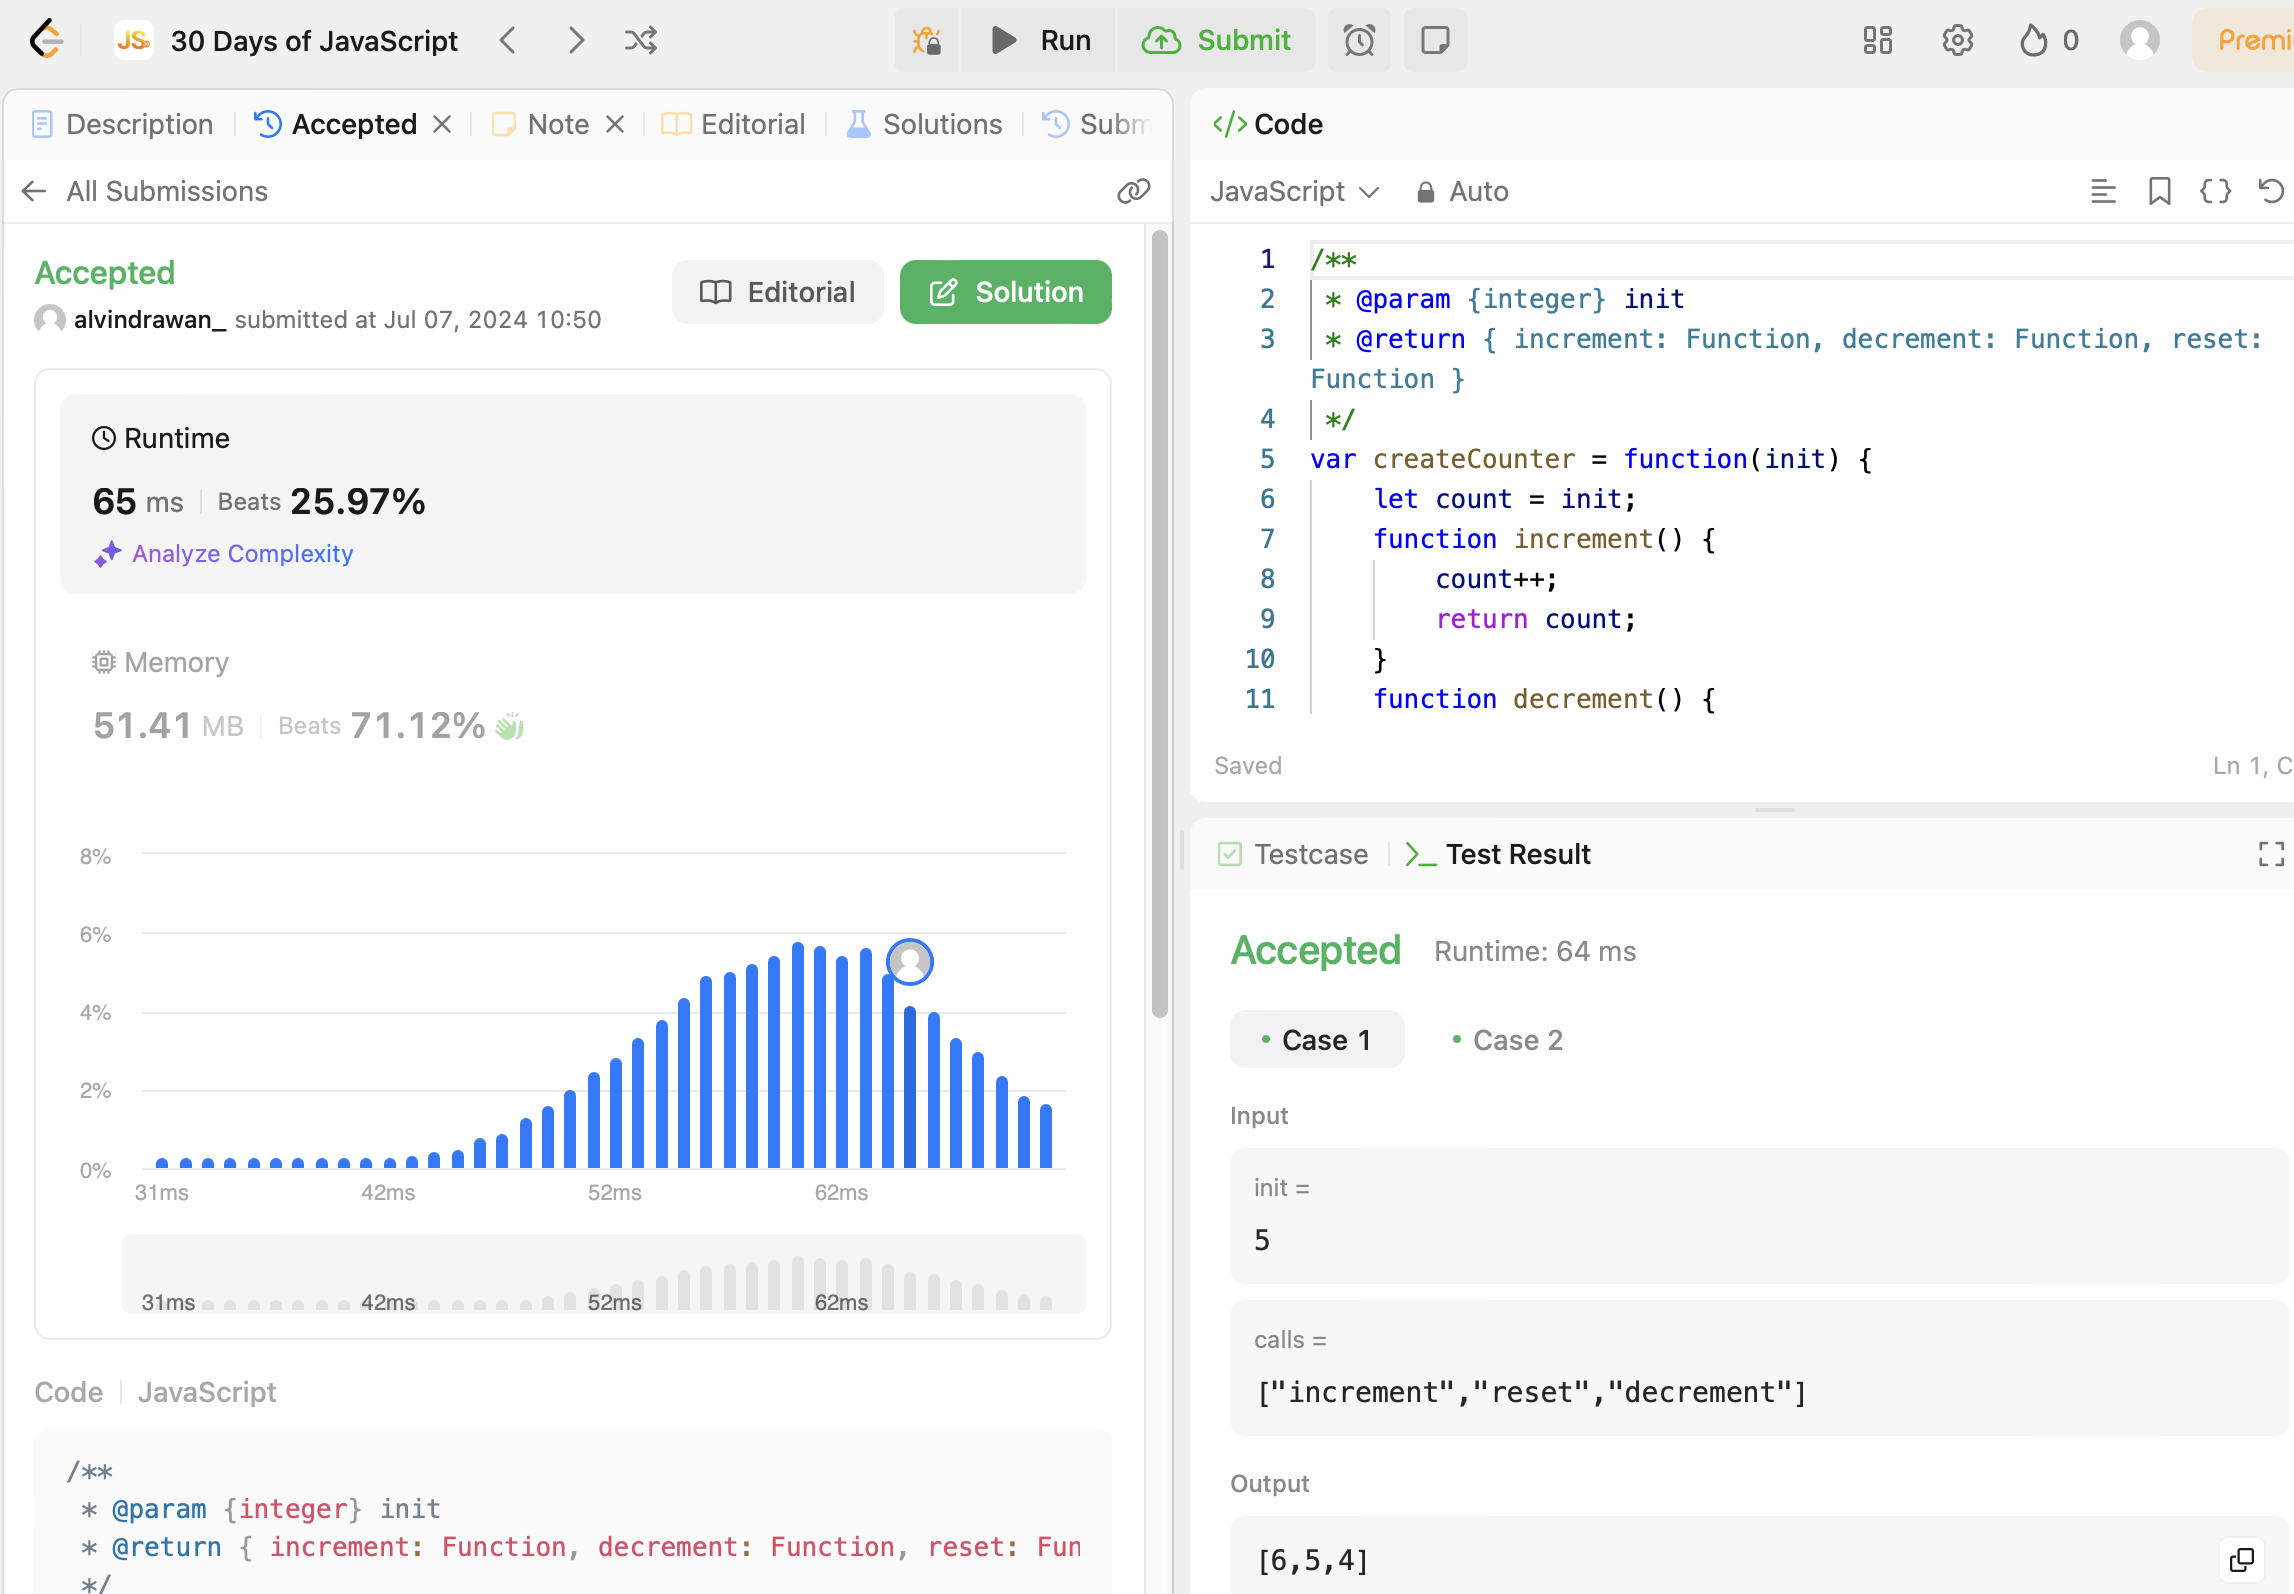 JS 30 Days of JavaScript
Run
Submit
0
Description
Accepted
Note
Editorial
Solutions
All Submissions
Accepted
alvindrawan_ submitted at Jul 07, 2024 10:50
Editorial
Solution
Runtime
65 ms Beats 25.97%
Analyze Complexity
Memory
51.41 MB Beats 71.12%
8%
6%
4%
2%
0%
31ms 42ms 52ms 62ms
31ms 42ms 52ms 62ms
Code JavaScript
/**
* @param {integer} init
* @return { increment: Function, decrement: Function, reset: Fun
*/
</> Code
JavaScript Auto
1 /**
2 * @param {integer} init
3 * @return { increment: Function, decrement: Function, reset:
Function }
4 */
5 var createCounter = function(init) {
6 let count = init;
7 function increment() {
8 count++;
9 return count;
10 }
11 function decrement() {
Saved
Ln 1, C
Testcase
Test Result
Accepted Runtime: 64 ms
Case 1
Case 2
Input
init =
5
calls =
["increment","reset","decrement"]
Output
[6,5,4]